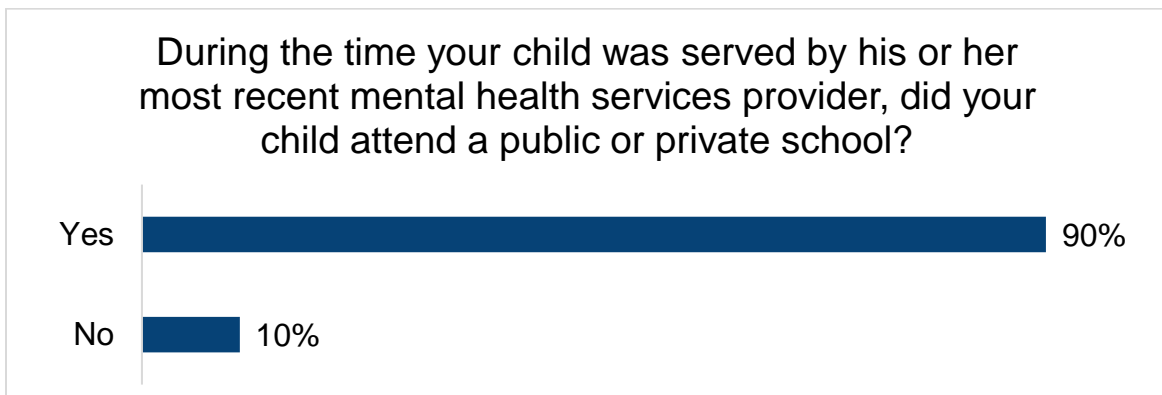 During the time your child was served by his or her
most recent mental health services provider, did your
child attend a public or private school?
Yes 90%
No 10%